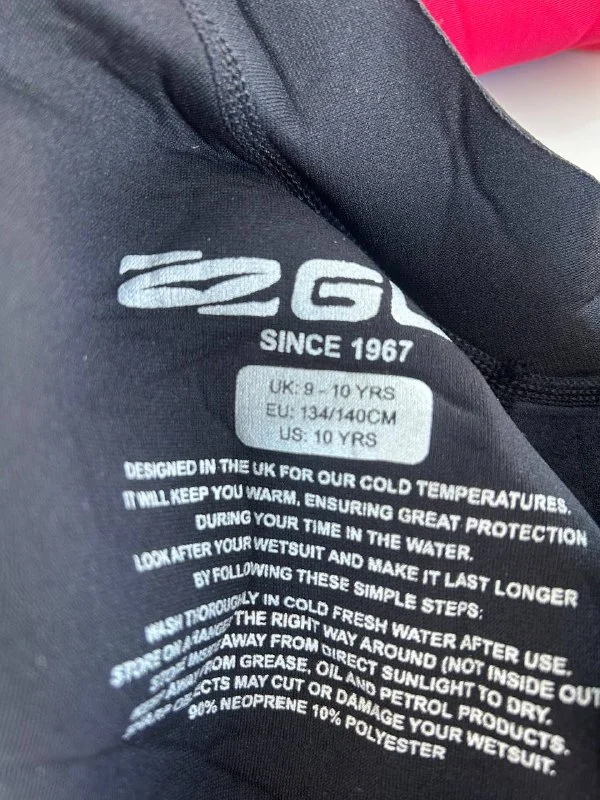 SINCE 1967
UK: 9 - 10 YRS
EU: 134/140CM
US: 10 YRS
DESIGNED IN THE UK FOR OUR COLD TEMPERATURES.
IT WILL KEEP YOU WARM, ENSURING GREAT PROTECTION
DURING YOUR TIME IN THE WATER.
LOOK AFTER YOUR WETSUIT AND MAKE IT LAST LONGER
BY FOLLOWING THESE SIMPLE STEPS:
WASH THOROUGHLY IN COLD FRESH WATER AFTER USE.
STORE ON A HANGER THE RIGHT WAY AROUND (NOT INSIDE OUT
STORE AWAY FROM DIRECT SUNLIGHT TO DRY.
KEEP AWAY FROM GREASE, OIL AND PETROL PRODUCTS.
SHARP OBJECTS MAY CUT OR DAMAGE YOUR WETSUIT.
90% NEOPRENE 10% POLYESTER